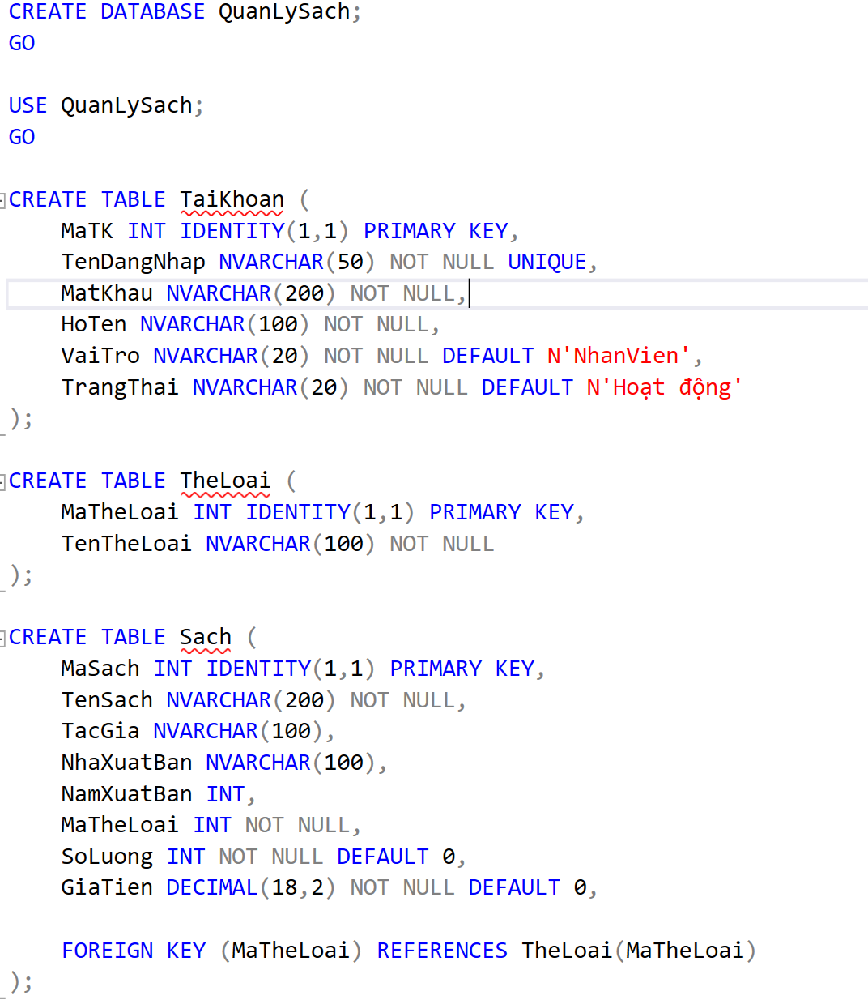 CREATE DATABASE QuanLySach;
GO
USE QuanLySach;
GO
CREATE TABLE TaiKhoan (
MaTK INT IDENTITY(1,1) PRIMARY KEY,
TenDangNhap NVARCHAR(50) NOT NULL UNIQUE,
MatKhau NVARCHAR(200) NOT NULL,
HoTen NVARCHAR(100) NOT NULL,
VaiTro NVARCHAR(20) NOT NULL DEFAULT N'NhanVien',
TrangThai NVARCHAR(20) NOT NULL DEFAULT N'Hoạt động'
);
CREATE TABLE TheLoai (
MaTheLoai INT IDENTITY(1,1) PRIMARY KEY,
TenTheLoai NVARCHAR(100) NOT NULL
);
CREATE TABLE Sach (
MaSach INT IDENTITY(1,1) PRIMARY KEY,
TenSach NVARCHAR(200) NOT NULL,
TacGia NVARCHAR(100),
NhaXuatBan NVARCHAR(100),
NamXuatBan INT,
MaTheLoai INT NOT NULL,
SoLuong INT NOT NULL DEFAULT 0,
GiaTien DECIMAL(18,2) NOT NULL DEFAULT 0,
FOREIGN KEY (MaTheLoai) REFERENCES TheLoai(MaTheLoai)
);